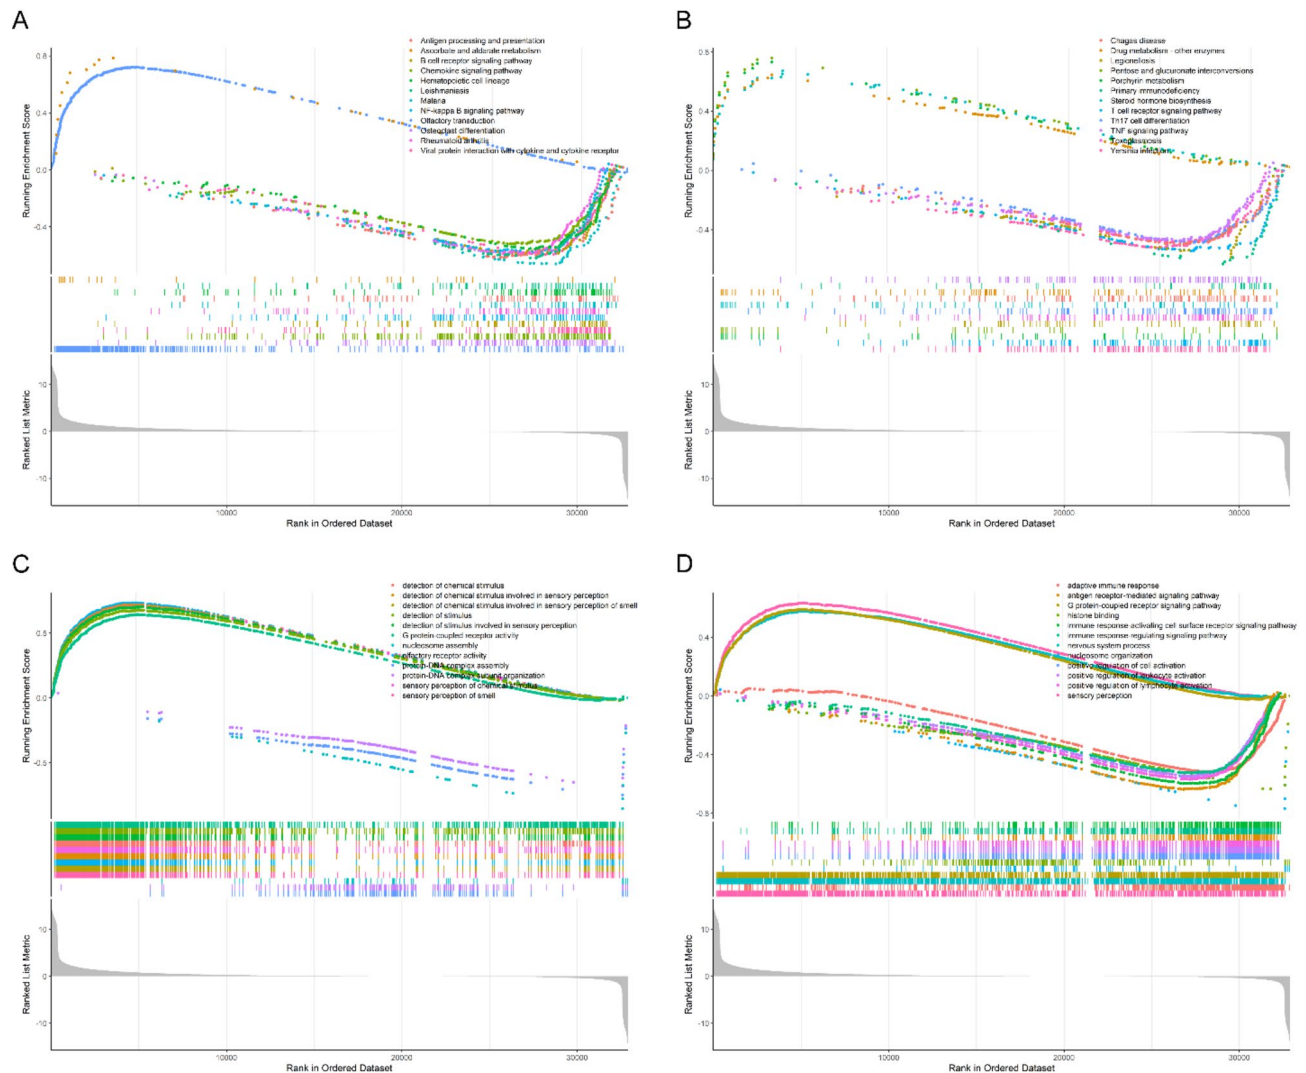 A
Antigen processing and presentation
Ascorbate and aldarate metabolism
B cell receptor signaling pathway
Chemokine signaling pathway
Hematopoietic cell lineage
Leishmaniasis
Malaria
NF-kappa B signaling pathway
Olfactory transduction
Osteoclast differentiation
Rheumatoid arthritis
Viral protein interaction with cytokine and cytokine receptor
Running Enrichment Score
0.8
0.4
0.0
-0.4
Ranked List Metric
10
0
-10
10000
20000
30000
Rank in Ordered Dataset
B
Chagas disease
Drug metabolism - other enzymes
Legionellosis
Pentose and glucuronate interconversions
Porphyrin metabolism
Primary immunodeficiency
Steroid hormone biosynthesis
T cell receptor signaling pathway
Th17 cell differentiation
TNF signaling pathway
Toxoplasmosis
Yersinia infection
Running Enrichment Score
0.8
0.4
0.0
-0.4
Ranked List Metric
10
0
-10
10000
20000
30000
Rank in Ordered Dataset
C
detection of chemical stimulus
detection of chemical stimulus involved in sensory perception
detection of chemical stimulus involved in sensory perception of smell
detection of stimulus
detection of stimulus involved in sensory perception
G protein-coupled receptor activity
nucleosome assembly
olfactory receptor activity
protein-DNA complex assembly
protein-DNA complex subunit organization
sensory perception of chemical stimulus
sensory perception of smell
Running Enrichment Score
0.5
0.0
-0.5
Ranked List Metric
10
0
-10
10000
20000
30000
Rank in Ordered Dataset
D
adaptive immune response
antigen receptor-mediated signaling pathway
G protein-coupled receptor signaling pathway
histone binding
immune response-activating cell surface receptor signaling pathway
immune response-regulating signaling pathway
nervous system process
nucleosome organization
positive regulation of cell activation
positive regulation of leukocyte activation
positive regulation of lymphocyte activation
sensory perception
Running Enrichment Score
0.4
0.0
-0.4
-0.8
Ranked List Metric
10
0
-10
10000
20000
30000
Rank in Ordered Dataset